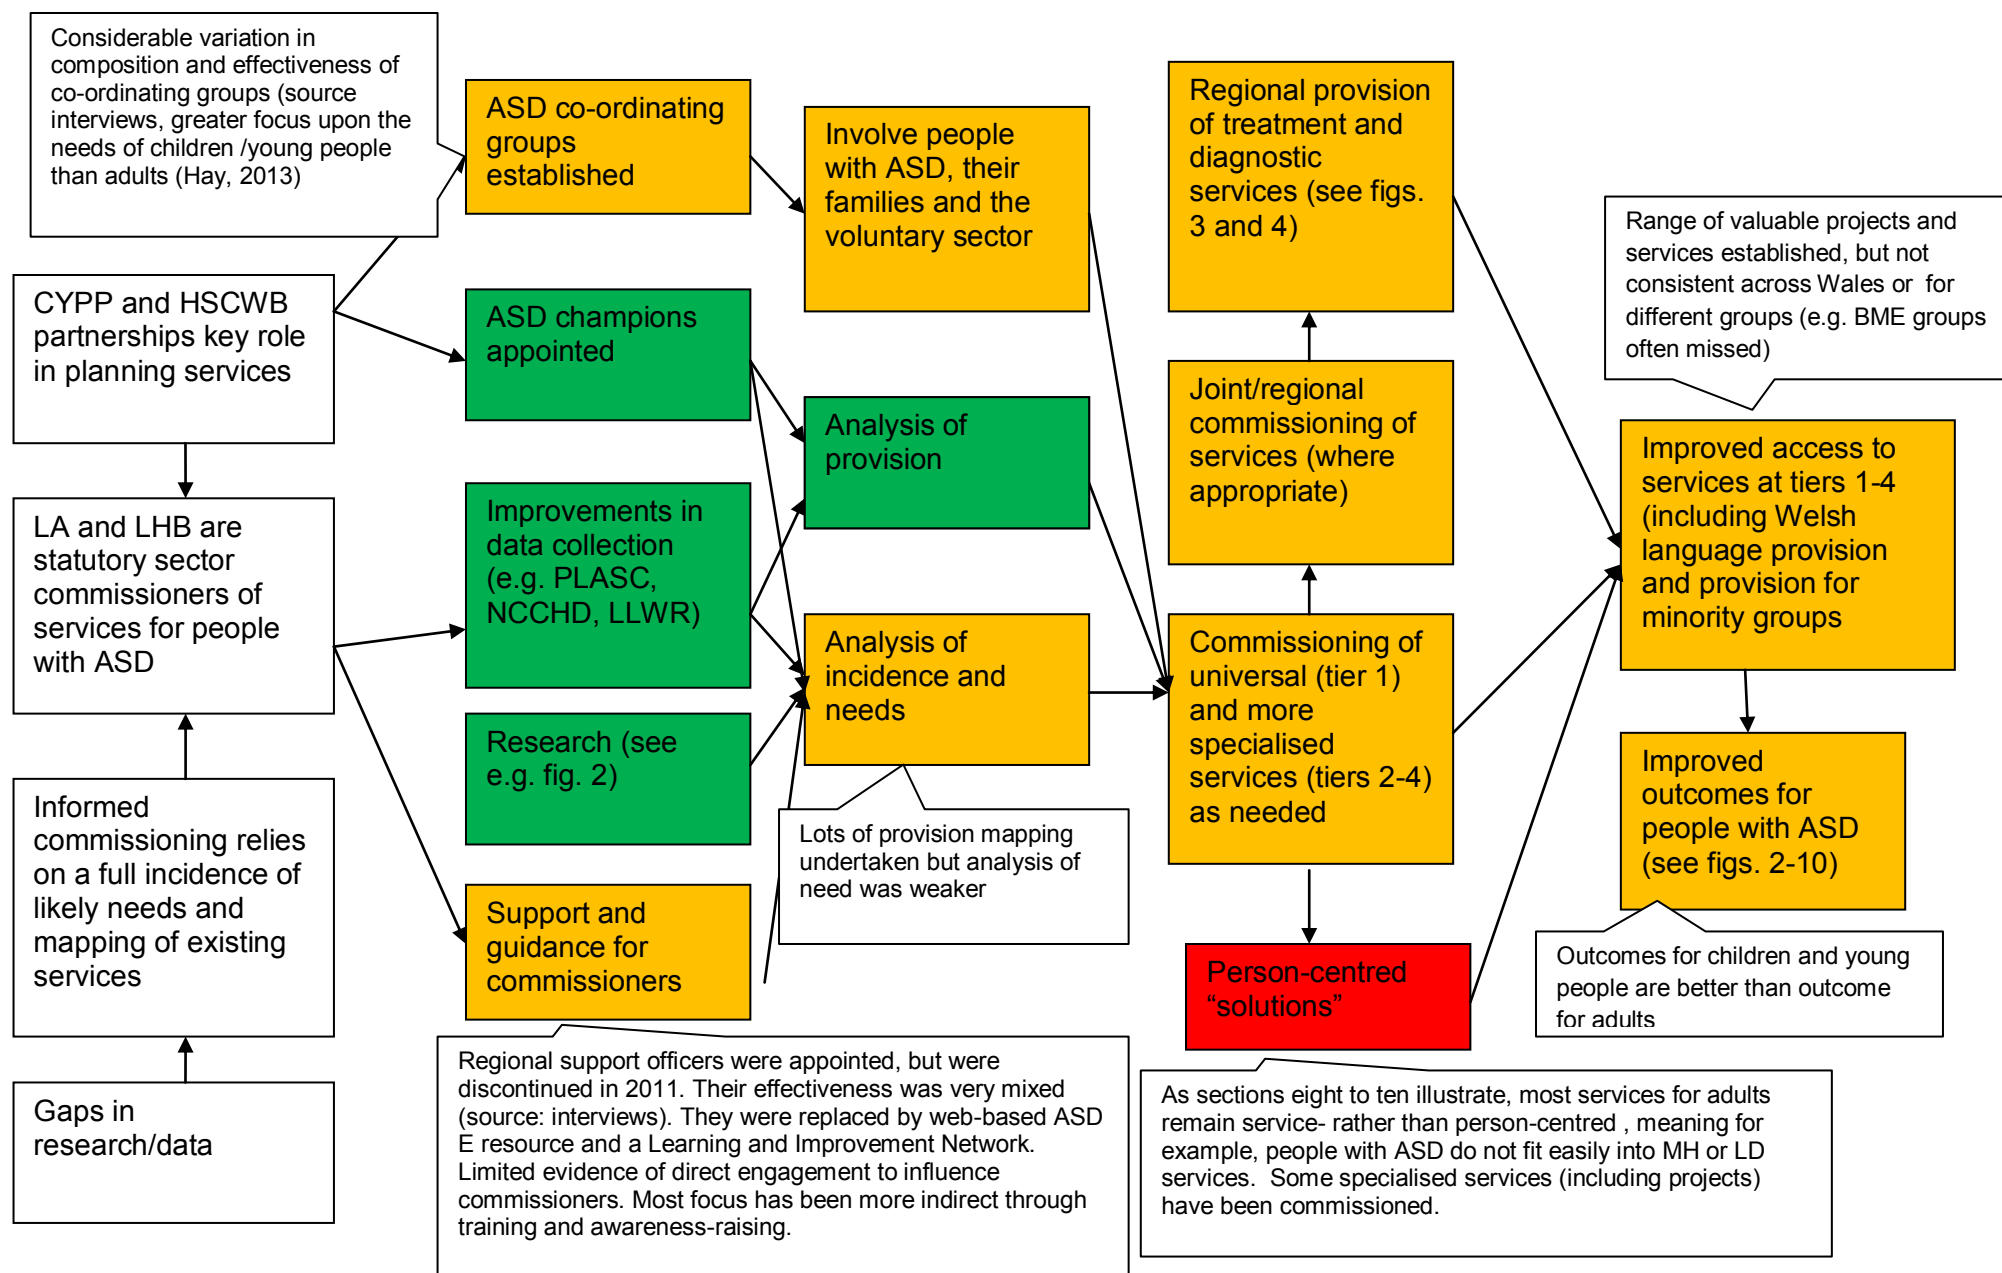 Considerable variation in
composition and effectiveness of
co-ordinating groups (source
interviews, greater focus upon the
needs of children /young people
than adults (Hay, 2013)
CYPP and HSCWB
partnerships key role
in planning services
LA and LHB are
statutory sector
commissioners of
services for people
with ASD
Informed
commissioning relies
on a full incidence of
likely needs and
mapping of existing
services
Gaps in
research/data
ASD co-ordinating
groups
established
ASD champions
appointed
Improvements in
data collection
(e.g. PLASC,
NCCHD, LLWR)
Research (see
e.g. fig. 2)
Support and
guidance for
commissioners
Regional support officers were appointed, but were
discontinued in 2011. Their effectiveness was very mixed
(source: interviews). They were replaced by web-based ASD
E resource and a Learning and Improvement Network.
Limited evidence of direct engagement to influence
commissioners. Most focus has been more indirect through
training and awareness-raising.
Involve people
with ASD, their
families and the
voluntary sector
Analysis of
provision
Analysis of
incidence and
needs
Lots of provision mapping
undertaken but analysis of
need was weaker
Regional provision
of treatment and
diagnostic
services (see figs.
3 and 4)
Joint/regional
commissioning of
services (where
appropriate)
Commissioning of
universal (tier 1)
and more
specialised
services (tiers 2-4)
as needed
Person-centred
“solutions”
As sections eight to ten illustrate, most services for adults
remain service- rather than person-centred , meaning for
example, people with ASD do not fit easily into MH or LD
services.  Some specialised services (including projects)
have been commissioned.
Range of valuable projects and
services established, but not
consistent across Wales or  for
different groups (e.g. BME groups
often missed)
Improved access to
services at tiers 1-4
(including Welsh
language provision
and provision for
minority groups
Improved
outcomes for
people with ASD
(see figs. 2-10)
Outcomes for children and young
people are better than outcome
for adults